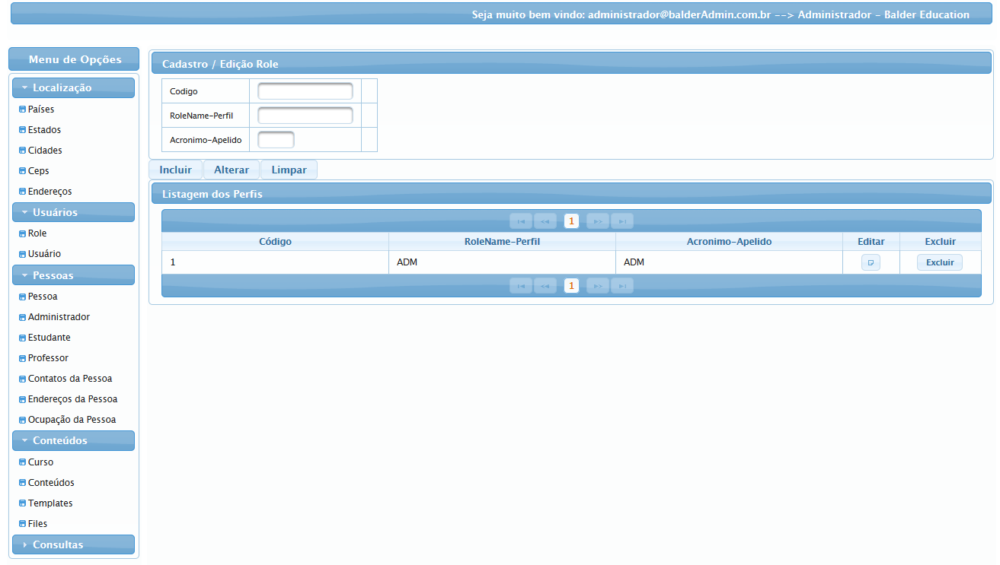 Seja muito bem vindo: administrador@balderAdmin.com.br --> Administrador - Balder Education
Menu de Opções
Localização
Países
Estados
Cidades
Ceps
Endereços
Usuários
Role
Usuário
Pessoas
Pessoa
Administrador
Estudante
Professor
Contatos da Pessoa
Endereços da Pessoa
Ocupação da Pessoa
Conteúdos
Curso
Conteúdos
Templates
Files
Consultas
Cadastro / Edição Role
Codigo
RoleName-Perfil
Acronimo-Apelido
Incluir Alterar Limpar
Listagem dos Perfis
1
Código RoleName-Perfil Acronimo-Apelido Editar Excluir
1 ADM ADM Excluir
1